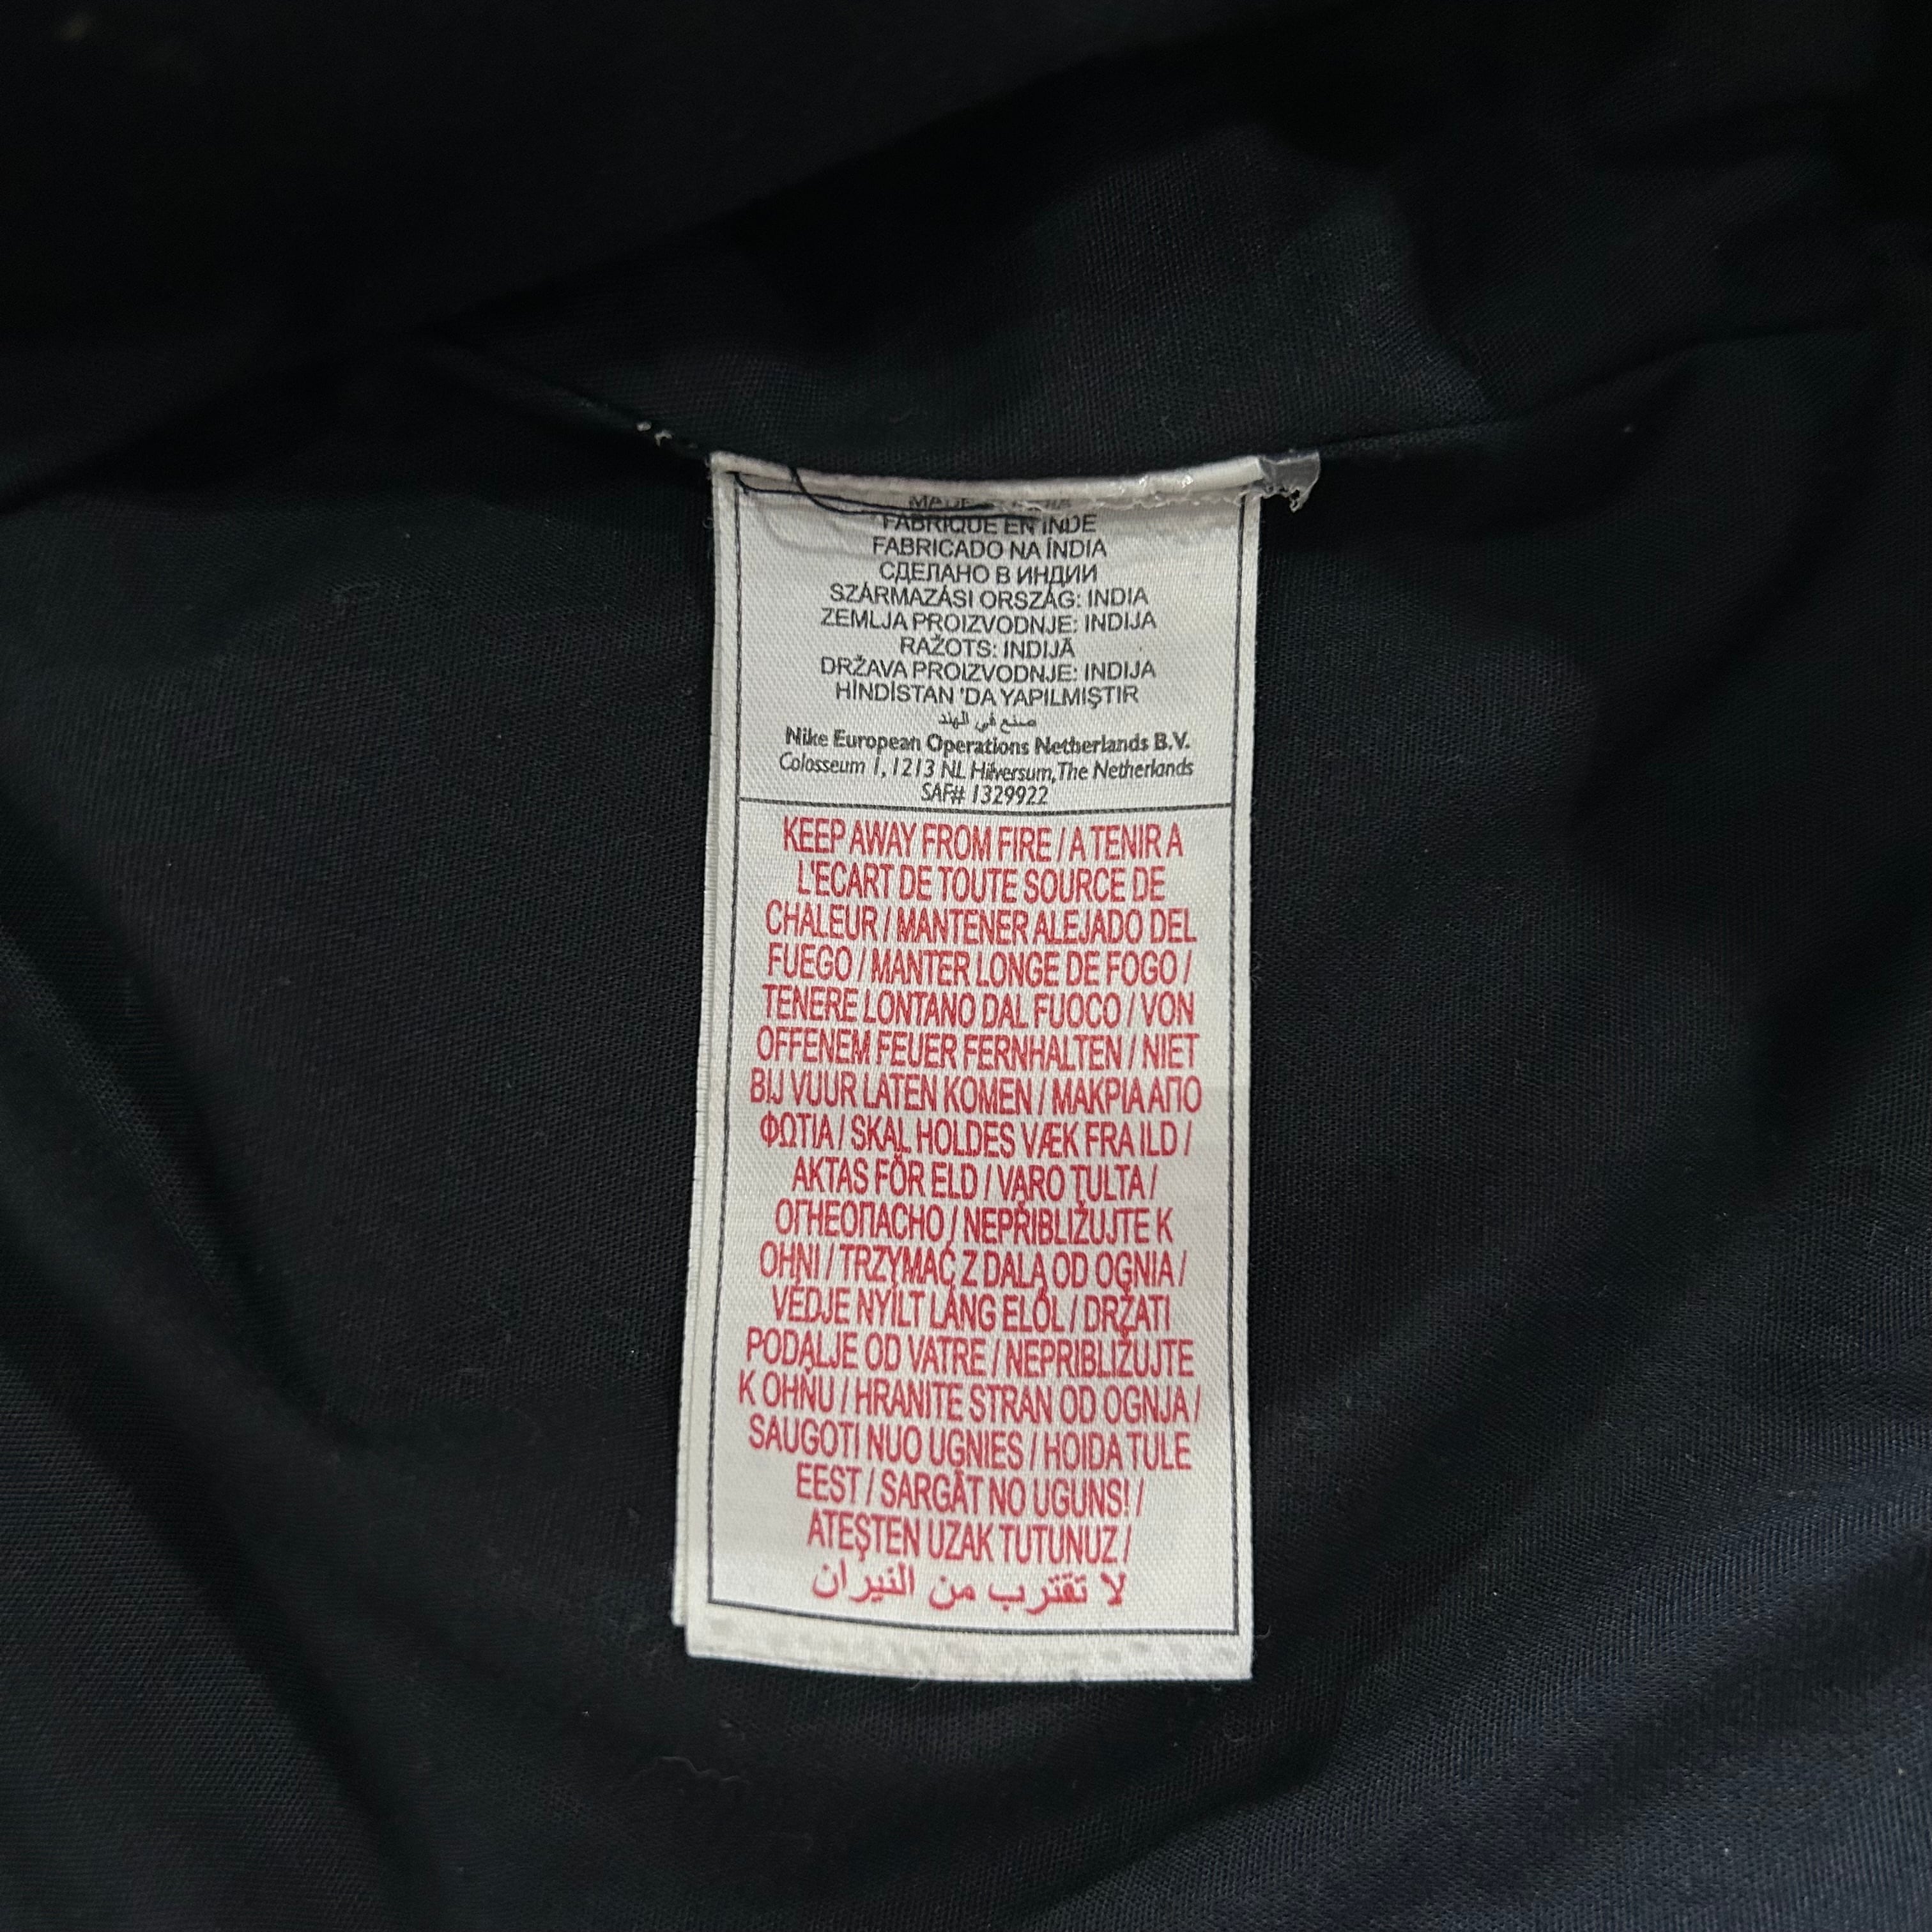 MADE
FABRIQUÉ EN INDE
FABRICADO NA ÍNDIA
СДЕЛАНО В ИНДИИ
SZÁRMAZÁSI ORSZÁG: INDIA
ZEMLJA PROIZVODNJE: INDIJA
RAŽOTS: INDIJĀ
DRŽAVA PROIZVODNJE: INDIJA
HİNDİSTAN 'DA YAPILMIŞTIR
صنع في الهند
Nike European Operations Netherlands B.V.
Colosseum 1, 1213 NL Hilversum, The Netherlands
SAF# 1329922
KEEP AWAY FROM FIRE / A TENIR A
L'ECART DE TOUTE SOURCE DE
CHALEUR / MANTENER ALEJADO DEL
FUEGO / MANTER LONGE DE FOGO /
TENERE LONTANO DAL FUOCO / VON
OFFENEM FEUER FERNHALTEN / NIET
BIJ VUUR LATEN KOMEN / ΜΑΚΡΙΑ ΑΠΟ
ΦΩΤΙΑ / SKAL HOLDES VÆK FRA ILD /
AKTAS FÖR ELD / VARO TULTA /
ОГНЕОПАСНО / NEPŘIBLIŽUJTE K
OHNI / TRZYMAĆ Z DALA OD OGNIA /
VÉDJE NYÍLT LÁNG ELŐL / DRŽATI
PODALJE OD VATRE / NEPRIBLIŽUJTE
K OHŇU / HRANITE STRAN OD OGNJA /
SAUGOTI NUO UGNIES / HOIDA TULE
EEST / SARGĀT NO UGUNS! /
ATEŞTEN UZAK TUTUNUZ /
لا تقترب من النيران